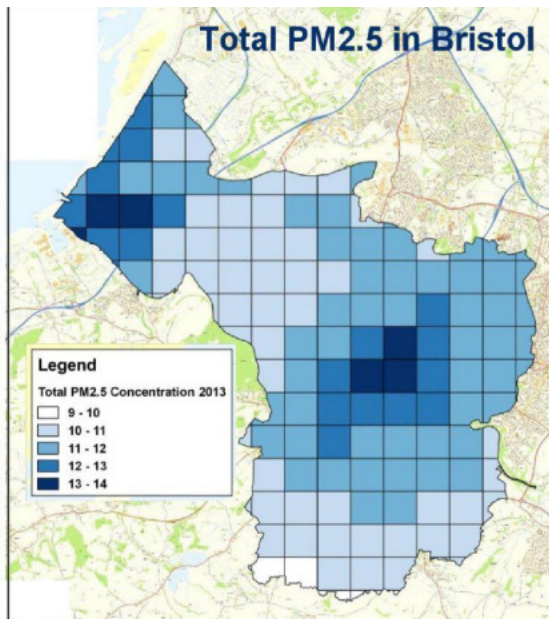 Total PM2.5 in Bristol
Legend
Total PM2.5 Concentration 2013
9 - 10
10 - 11
11 - 12
12 - 13
13 - 14